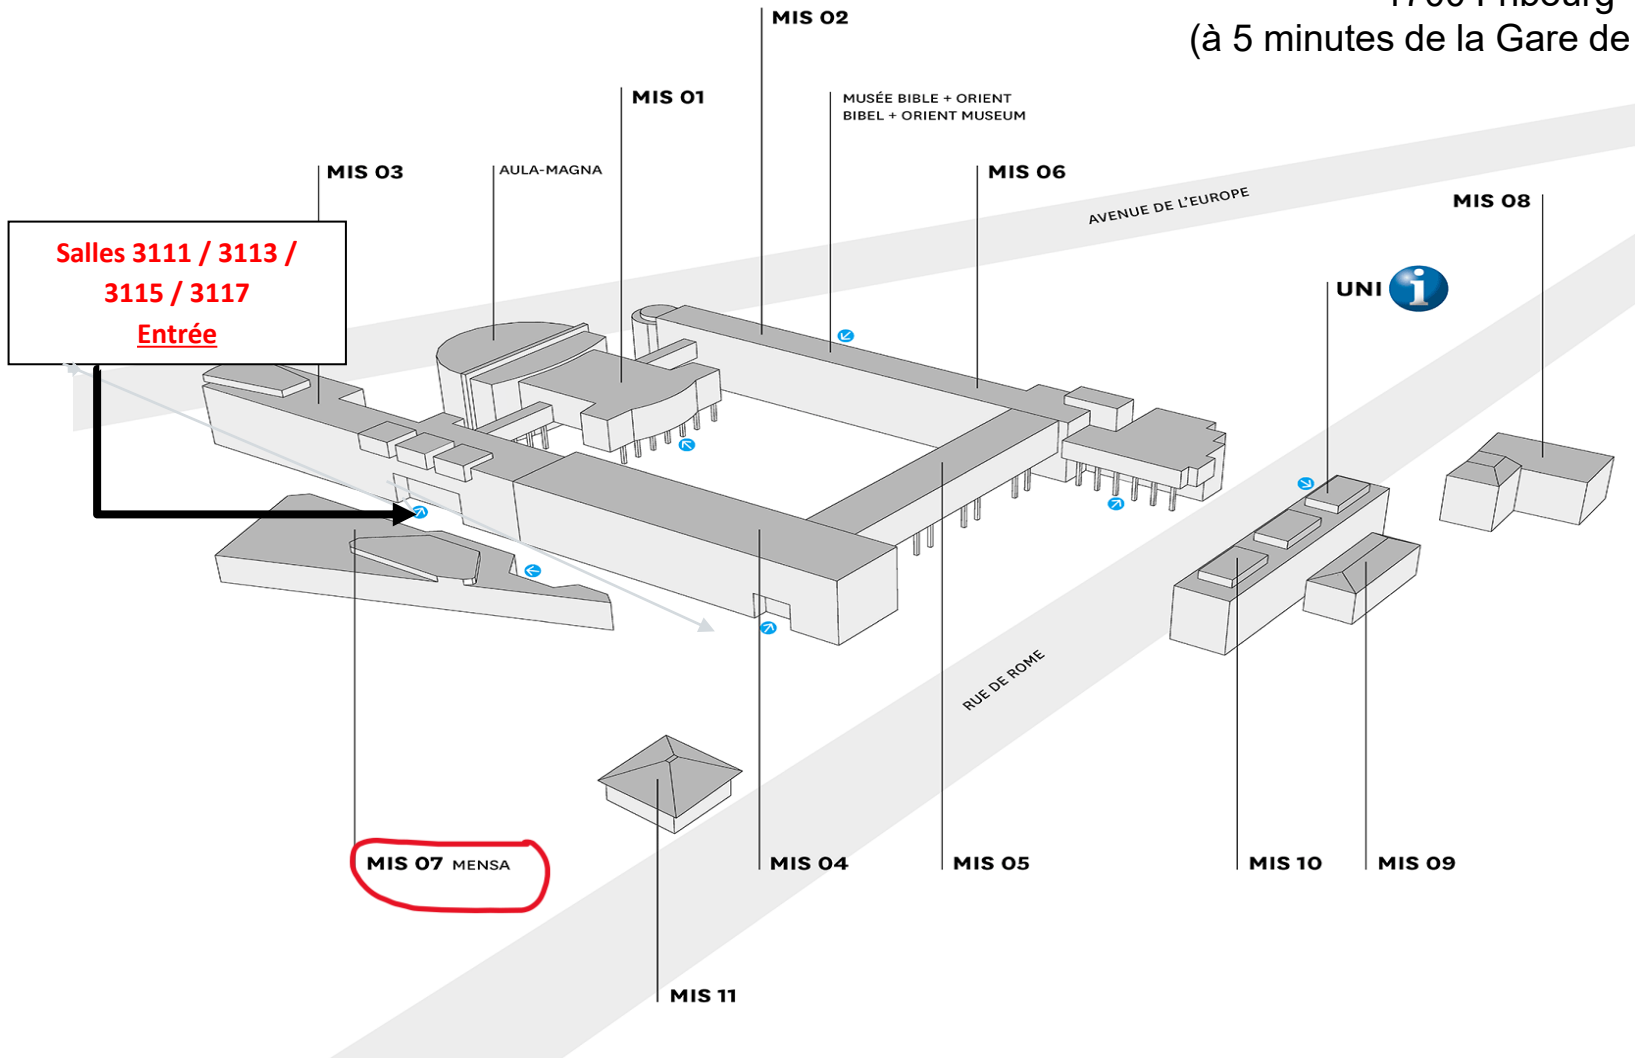 1700 Fribourg
(à 5 minutes de la Gare de
MIS 02
MIS 01
MUSÉE BIBLE + ORIENT
BIBEL + ORIENT MUSEUM
MIS 03
AULA-MAGNA
MIS 06
AVENUE DE L'EUROPE
MIS 08
Salles 3111 / 3113 /
3115 / 3117
Entrée
UNI i
RUE DE ROME
MIS 07 MENSA
MIS 04
MIS 05
MIS 10
MIS 09
MIS 11